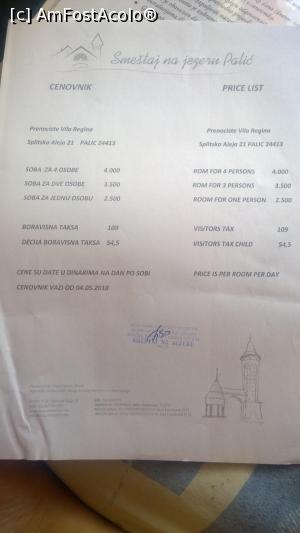 [c] AmFostAcolo®
Smeštaj na jezeru Palić
CENOVNIK PRICE LIST
Prenociste Vila Regina Prenociste Vila Regina
Splitska Aleja 21 PALIC 24413 Splitska Aleja 21 PALIC 24413
SOBA ZA 4 OSOBE 4.000 ROM FOR 4 PERSONS 4.000
SOBA ZA DVE OSOBE 3.500 ROM FOR 3 PERSONS 3.500
SOBA ZA JEDNU OSOBU 2.500 ROOM FOR ONE PERSON 2.500
BORAVISNA TAKSA 109 VISITORS TAX 109
DECIJA BORAVISNA TAKSA 54,5 VISITORS TAX CHILD 54,5
CENE SU DATE U DINARIMA NA DAN PO SOBI PRICE IS PER ROOM PER DAY
CENOVNIK VAZI OD 04.05.2018